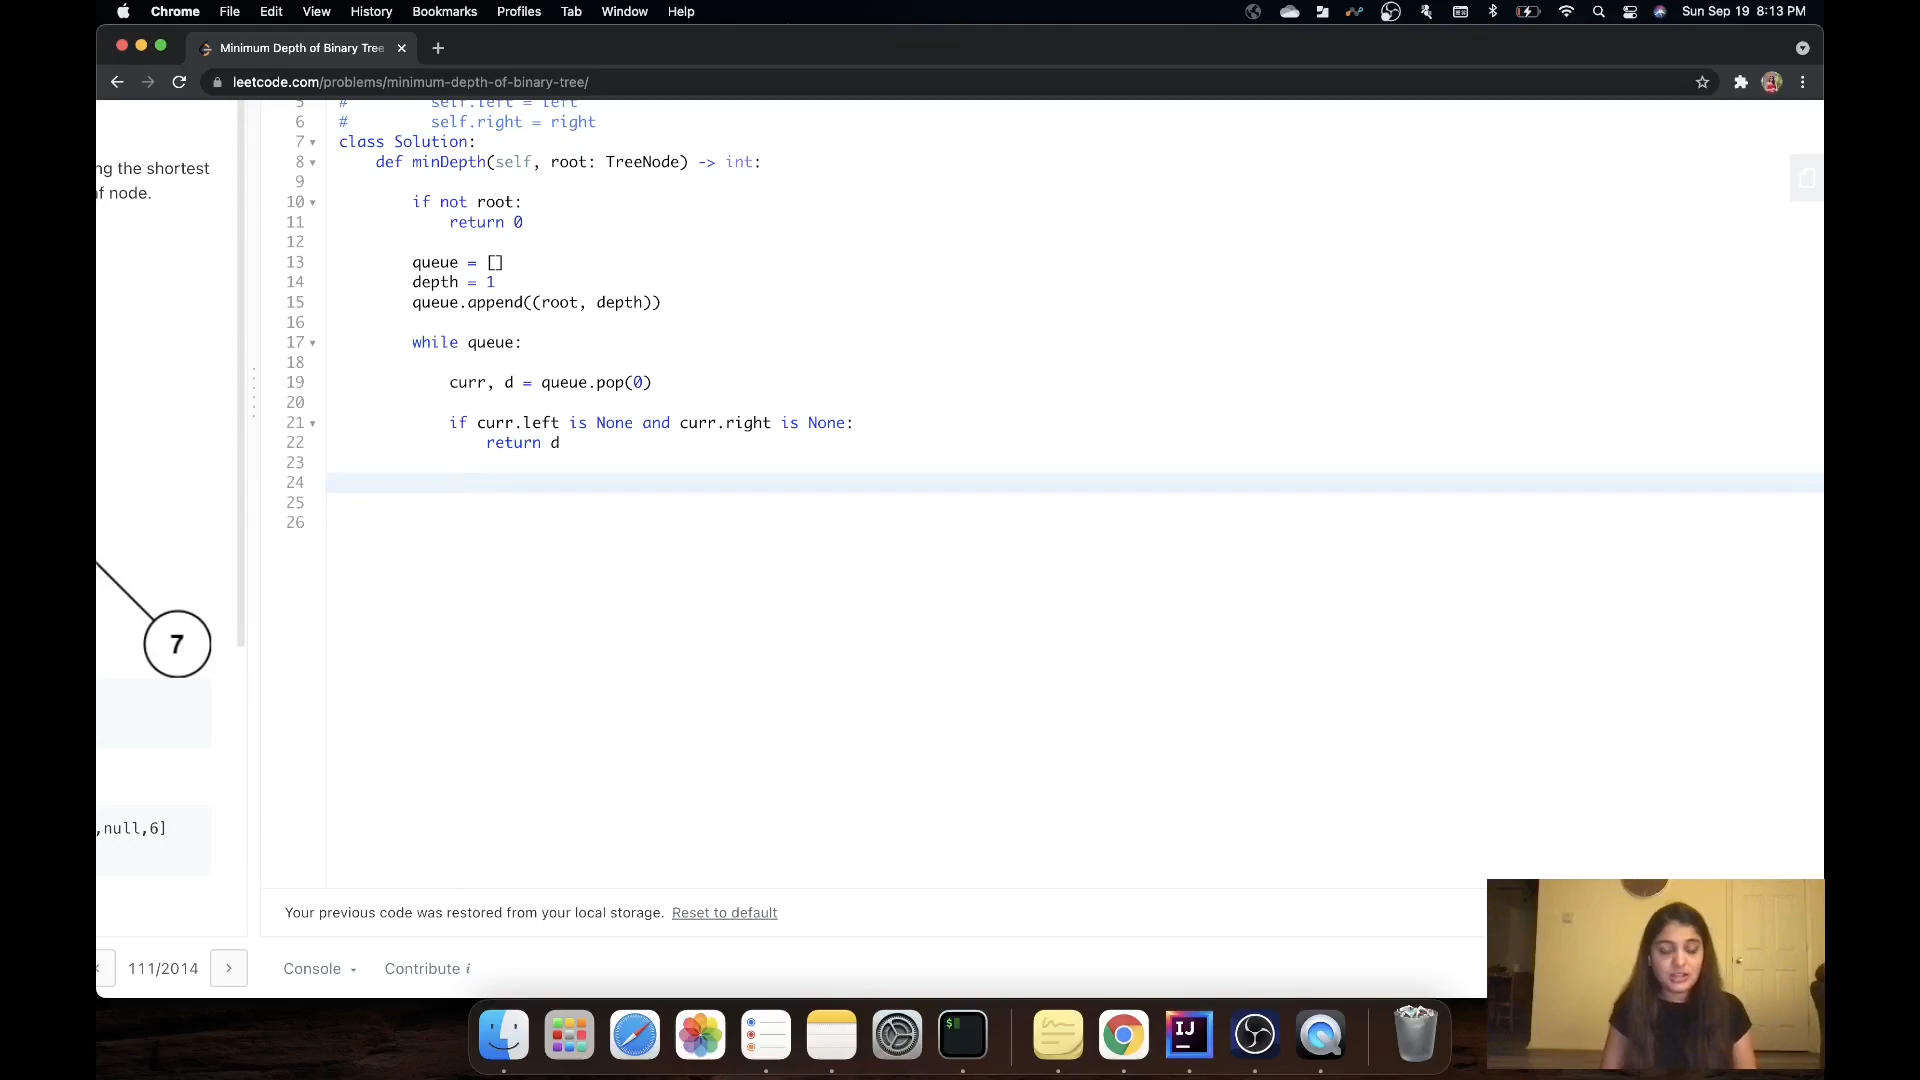 Chrome File Edit View History Bookmarks Profiles Tab Window Help
Sun Sep 19 8:13 PM
Minimum Depth of Binary Tree
leetcode.com/problems/minimum-depth-of-binary-tree/
ng the shortest
f node.
7
,null,6]
5 # self.left = left
6 # self.right = right
7 class Solution:
8 def minDepth(self, root: TreeNode) -> int:
9
10 if not root:
11 return 0
12
13 queue = []
14 depth = 1
15 queue.append((root, depth))
16
17 while queue:
18
19 curr, d = queue.pop(0)
20
21 if curr.left is None and curr.right is None:
22 return d
23
24
25
26
Your previous code was restored from your local storage. Reset to default
111/2014
Console
Contribute i
$
IJ